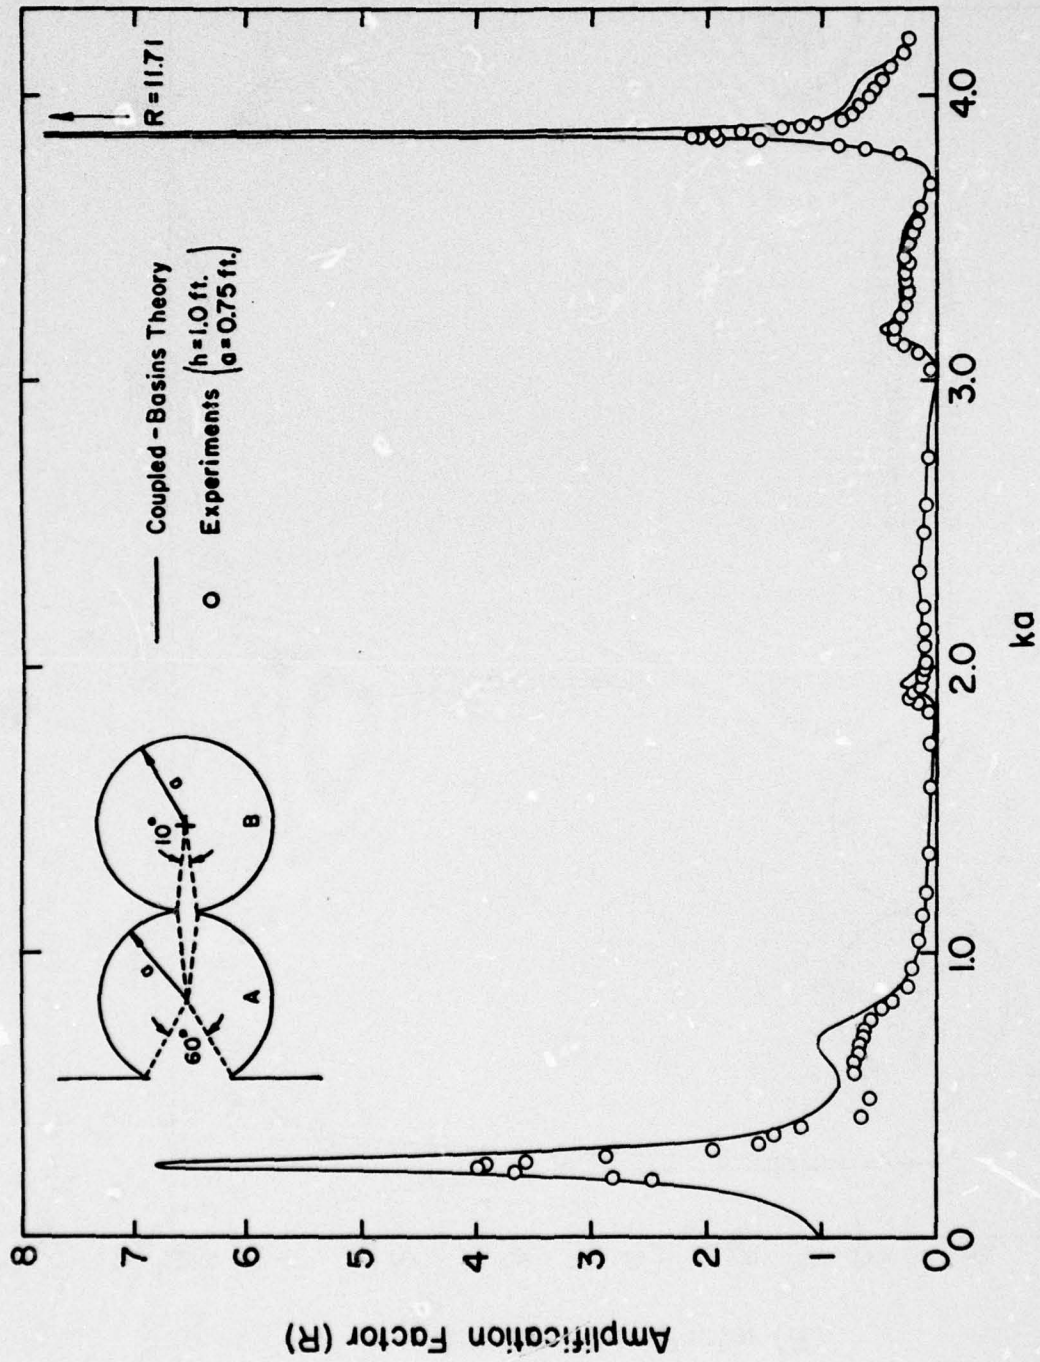 Amplification Factor (R)
8
7
6
5
4
3
2
1
0
0
1.0
2.0
3.0
4.0
ka
R = 11.71
Coupled-Basins Theory
Experiments (h=1.0 ft.
a=0.75 ft.)
60°
10°
a
a
A
B